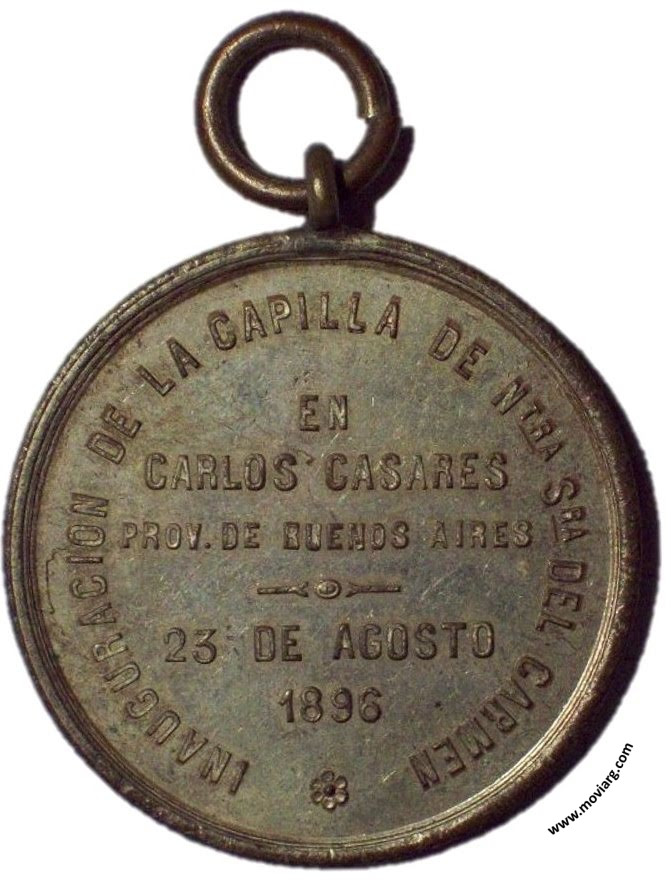 INAUGURACION DE LA CAPILLA DE NTRA SRA DEL CARMEN
EN
CARLOS CASARES
PROV. DE BUENOS AIRES
23 DE AGOSTO
1896
www.moviarg.com